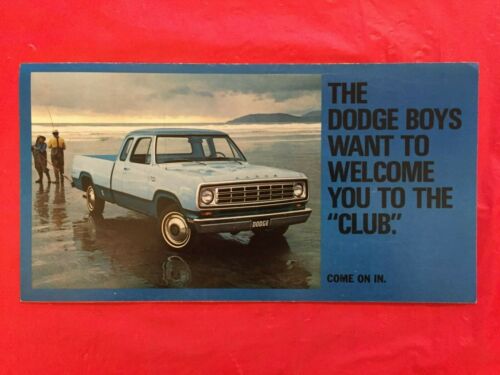 THE
DODGE BOYS
WANT TO
WELCOME
YOU TO THE
"CLUB."
COME ON IN.
DODGE